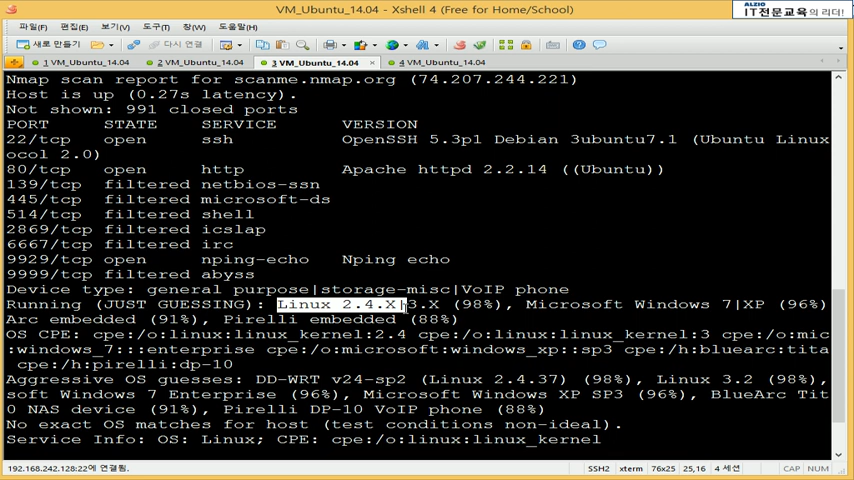 VM_Ubuntu_14.04 - Xshell 4 (Free for Home/School)
ALZIO
IT전문교육의 리더!
파일(F) 편집(E) 보기(V) 도구(T) 창(W) 도움말(H)
새로 만들기 다시 연결
1 VM_Ubuntu_14.04 2 VM_Ubuntu_14.04 3 VM_Ubuntu_14.04 × 4 VM_Ubuntu_14.04
Nmap scan report for scanme.nmap.org (74.207.244.221)
Host is up (0.27s latency).
Not shown: 991 closed ports
PORT STATE SERVICE VERSION
22/tcp open ssh OpenSSH 5.3p1 Debian 3ubuntu7.1 (Ubuntu Linux
ocol 2.0)
80/tcp open http Apache httpd 2.2.14 ((Ubuntu))
139/tcp filtered netbios-ssn
445/tcp filtered microsoft-ds
514/tcp filtered shell
2869/tcp filtered icslap
6667/tcp filtered irc
9929/tcp open nping-echo Nping echo
9999/tcp filtered abyss
Device type: general purpose|storage-misc|VoIP phone
Running (JUST GUESSING): Linux 2.4.X|3.X (98%), Microsoft Windows 7|XP (96%)
Arc embedded (91%), Pirelli embedded (88%)
OS CPE: cpe:/o:linux:linux_kernel:2.4 cpe:/o:linux:linux_kernel:3 cpe:/o:mic
:windows_7:::enterprise cpe:/o:microsoft:windows_xp::sp3 cpe:/h:bluearc:tita
cpe:/h:pirelli:dp-10
Aggressive OS guesses: DD-WRT v24-sp2 (Linux 2.4.37) (98%), Linux 3.2 (98%),
soft Windows 7 Enterprise (96%), Microsoft Windows XP SP3 (96%), BlueArc Tit
0 NAS device (91%), Pirelli DP-10 VoIP phone (88%)
No exact OS matches for host (test conditions non-ideal).
Service Info: OS: Linux; CPE: cpe:/o:linux:linux_kernel
192.168.242.128:22에 연결됨. SSH2 xterm 76x25 25,16 4 세션 CAP NUM